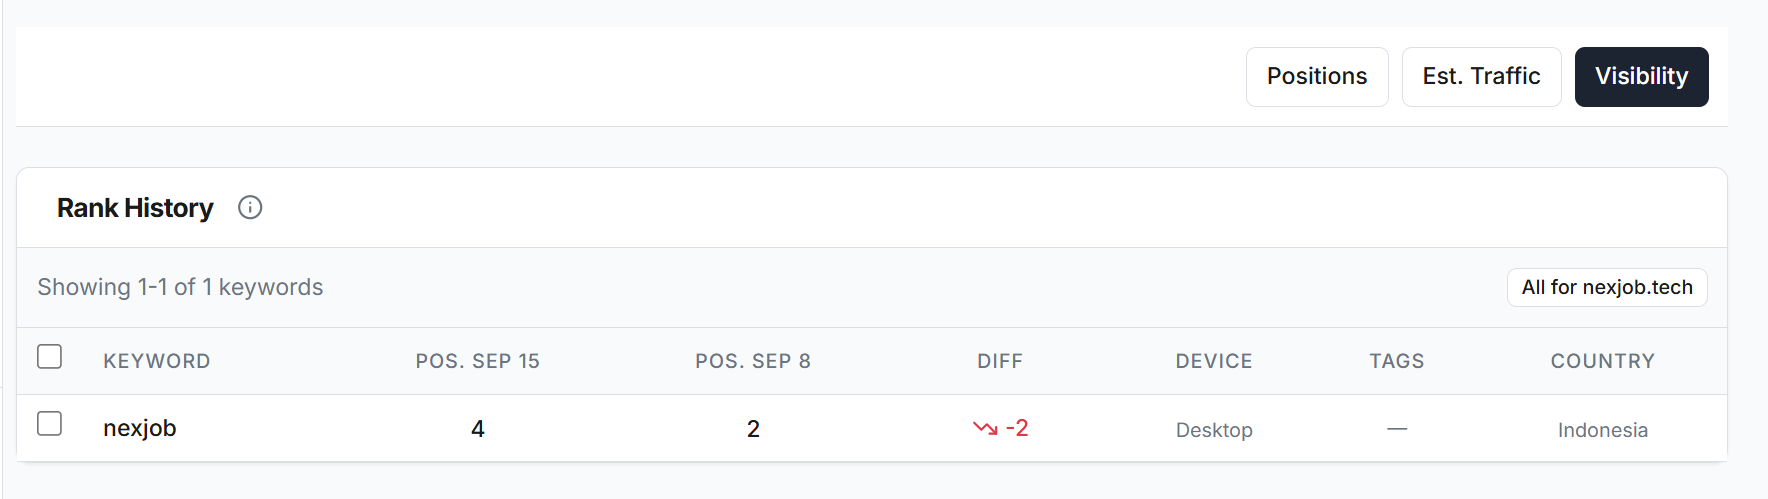 Positions Est. Traffic Visibility
Rank History
Showing 1-1 of 1 keywords All for nexjob.tech
KEYWORD POS. SEP 15 POS. SEP 8 DIFF DEVICE TAGS COUNTRY
nexjob 4 2 -2 Desktop — Indonesia